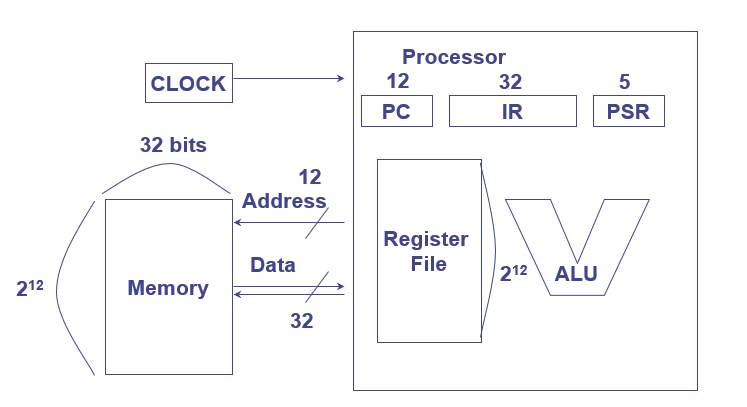 Processor
12
32
5
CLOCK
PC
IR
PSR
32 bits
12
Address
Register
File
Data
2¹²
Memory
2¹²
ALU
32